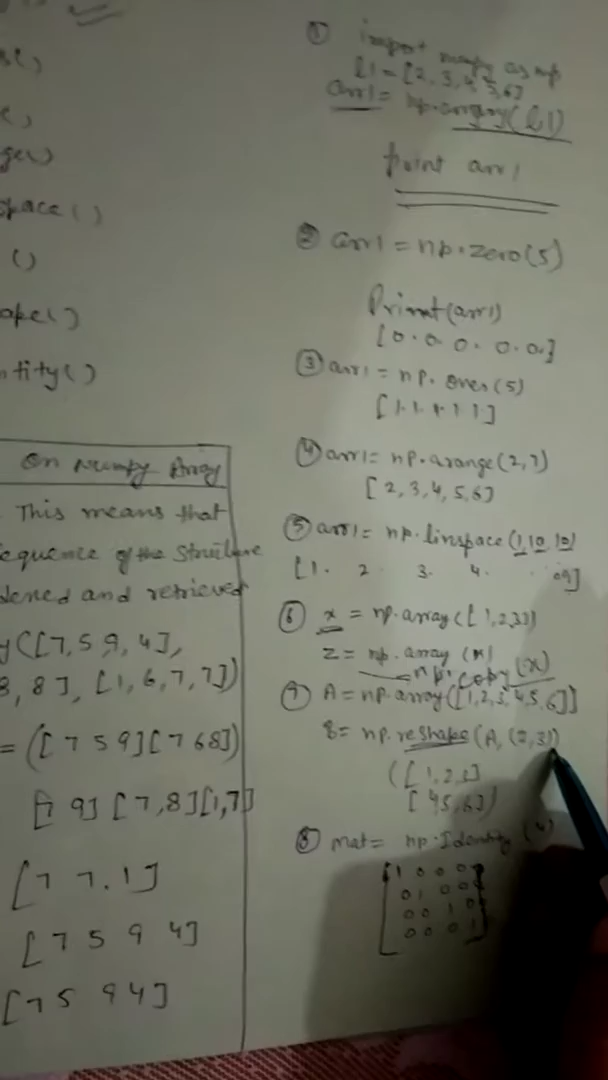 ()
ge()
space()
()
ape()
ntity()
On Numpy Array
This means that
equence of the Structure
dered and retrieved
y([7,5,9,4],
8,8], [1,6,7,7])
= ([7 5 9][7 6 8])
[7 9] [7,8][1,7]
[7 7.1]
[7 5 9 4]
[7 5 9 4]
① import numpy as np
l1 = [2,3,4,5,6]
arr1 = np.array(l1)
print arr1
② arr1 = np.zero(5)
Print(arr1)
[0. 0. 0. 0. 0.]
③ arr1 = np.ones(5)
[1. 1. 1 1 1]
④ arr1 = np.arange(2,7)
[2,3,4,5,6]
⑤ arr1 = np.linspace(1,10,10)
[1. 2 3. 4.
⑥ x = np.array([1,2,33)
z = np.array(x)
np.copy(x)
⑦ A = np.array([1,2,3,4,5,6])
8 = np.reshape(A,(2,3))
([1,2,3]
[4,5,6])
⑧ mat = np.Identity(4)
[1 0 0 0
0 1 0 0
0 0 1 0
0 0 0 1]